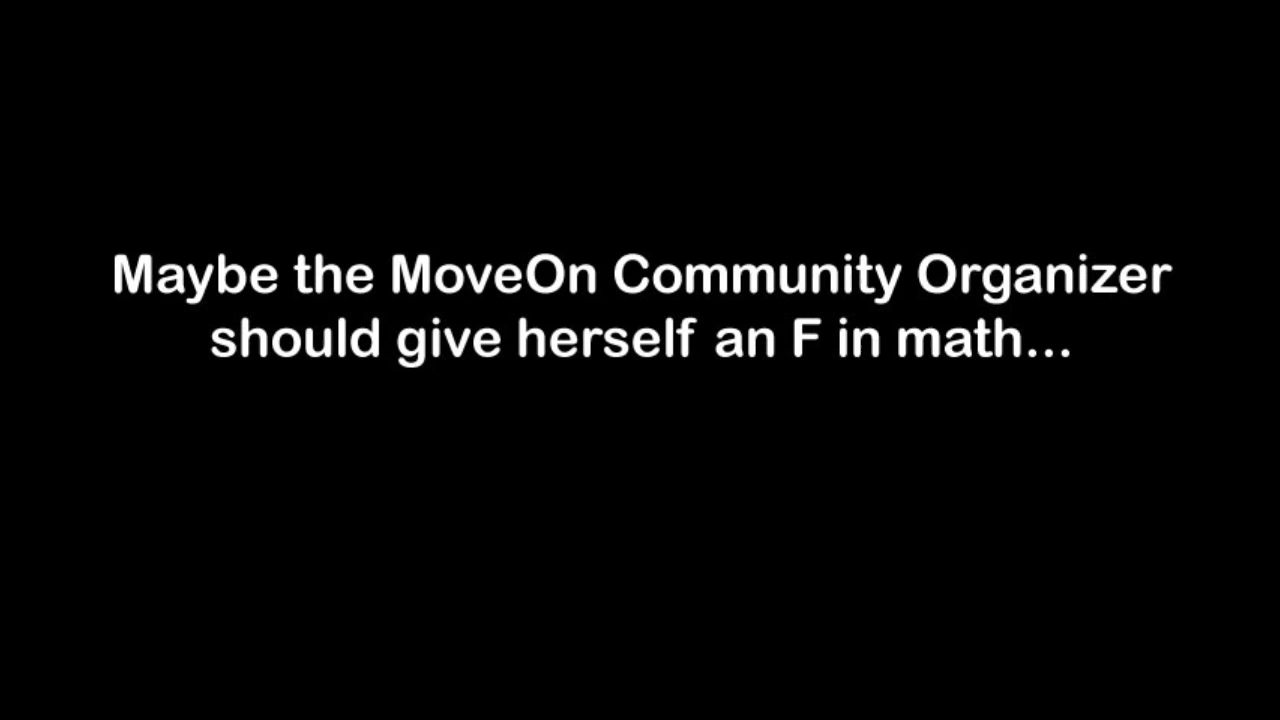 Maybe the MoveOn Community Organizer
should give herself an F in math...